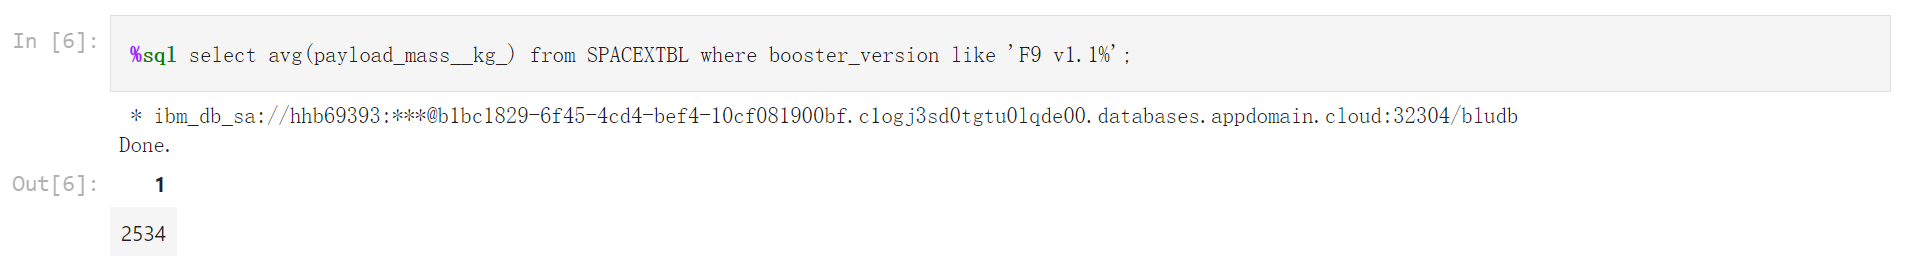 In [6]: %sql select avg(payload_mass__kg_) from SPACEXTBL where booster_version like 'F9 v1.1%';
* ibm_db_sa://hhb69393:***@b1bc1829-6f45-4cd4-bef4-10cf081900bf.c1ogj3sd0tgtu0lqde00.databases.appdomain.cloud:32304/bludb
Done.
Out[6]: 1
2534